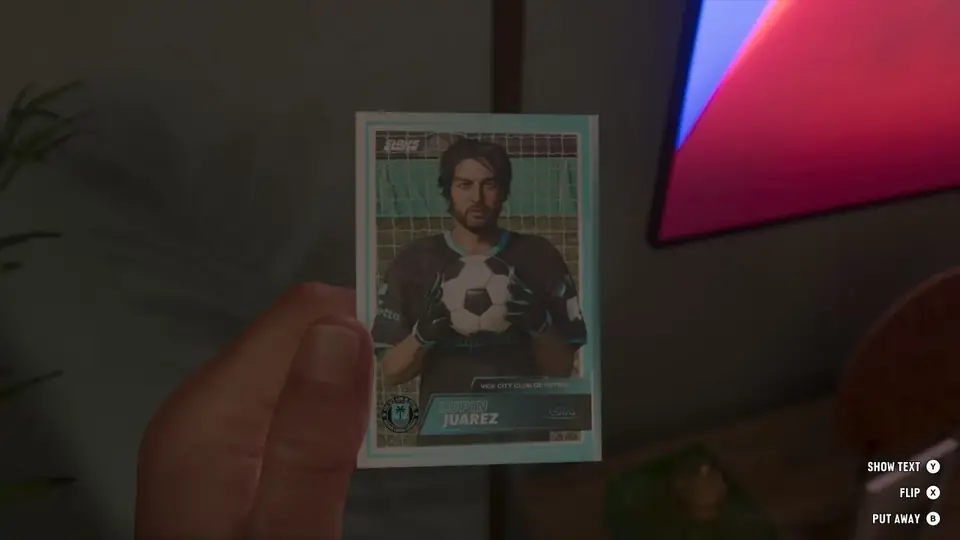 VICE CITY CLUB DE FUTBOL
JUAREZ
SHOW TEXT Y
FLIP X
PUT AWAY B